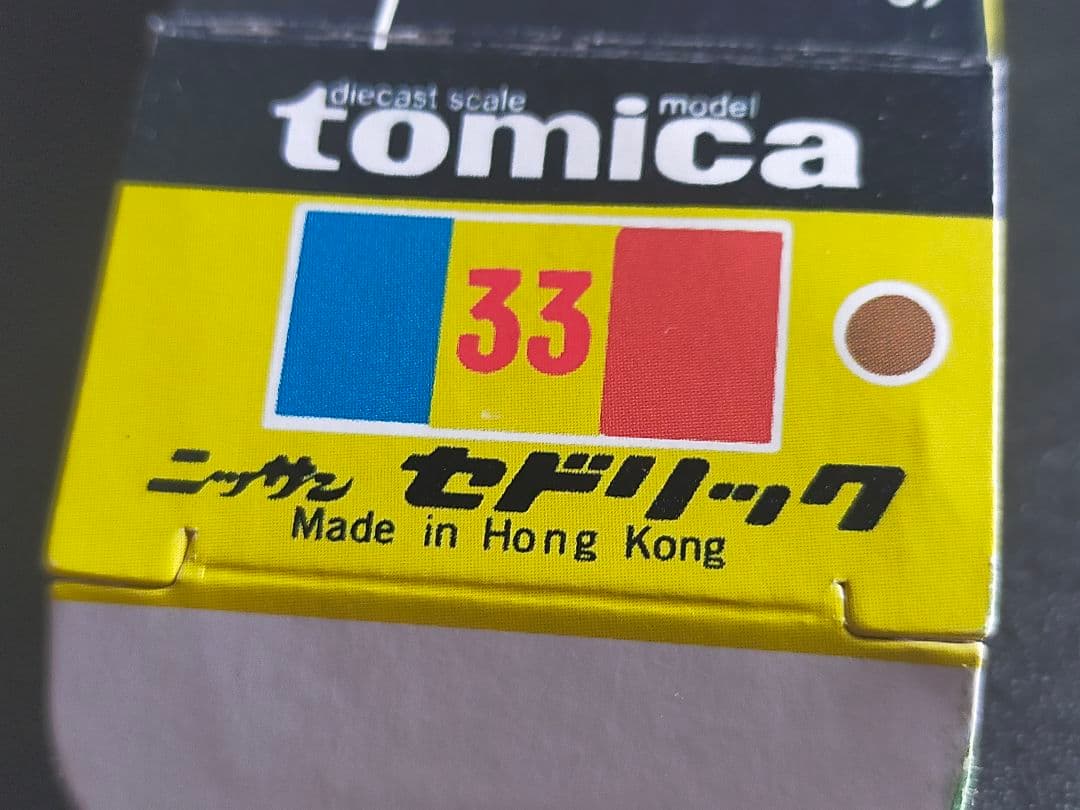 diecast scale model
tomica
33
ニッサン セドリック
Made in Hong Kong